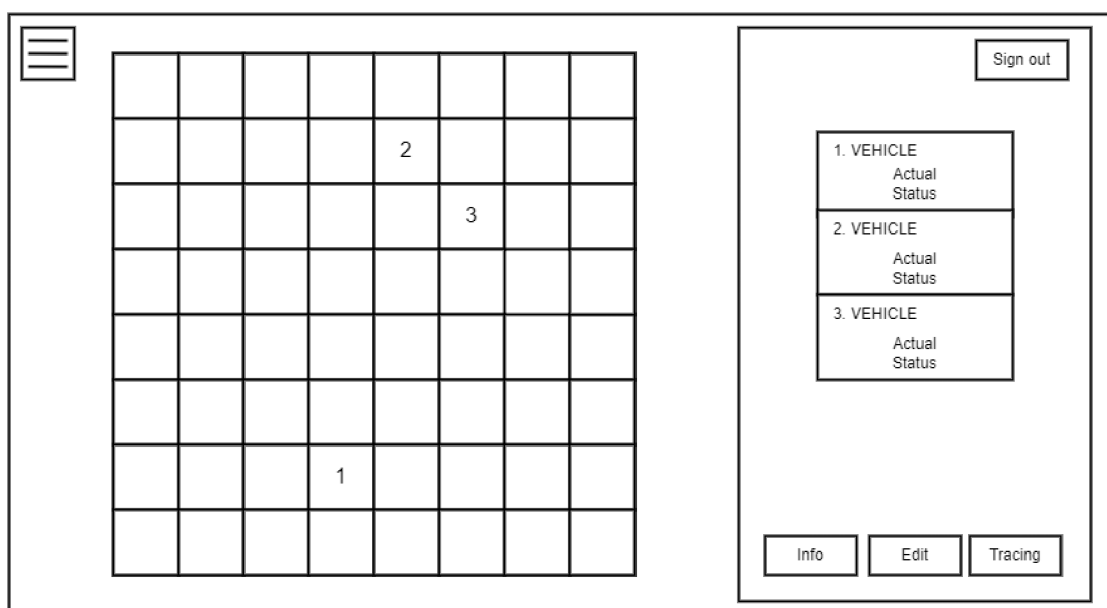 2
3
1
Sign out
1. VEHICLE
Actual
Status
2. VEHICLE
Actual
Status
3. VEHICLE
Actual
Status
Info
Edit
Tracing